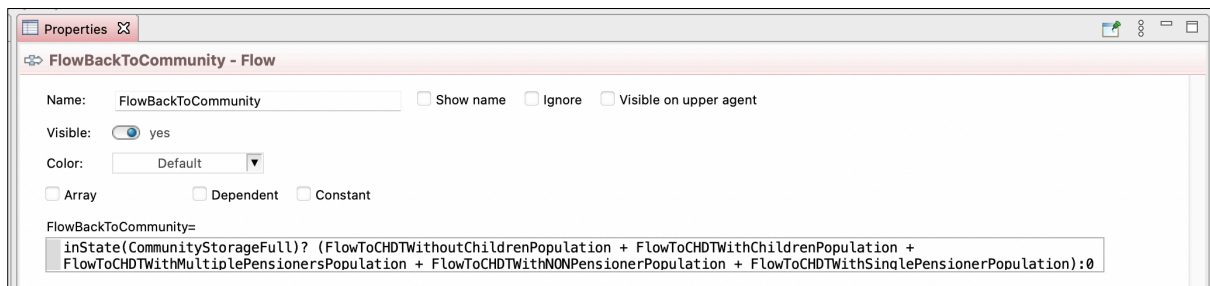 Properties
FlowBackToCommunity - Flow
Name: FlowBackToCommunity Show name Ignore Visible on upper agent
Visible: yes
Color: Default
Array Dependent Constant
FlowBackToCommunity=
inState(CommunityStorageFull)? (FlowToCHDTWithoutChildrenPopulation + FlowToCHDTWithChildrenPopulation +
FlowToCHDTWithMultiplePensionersPopulation + FlowToCHDTWithNONPensionerPopulation + FlowToCHDTWithSinglePensionerPopulation):0